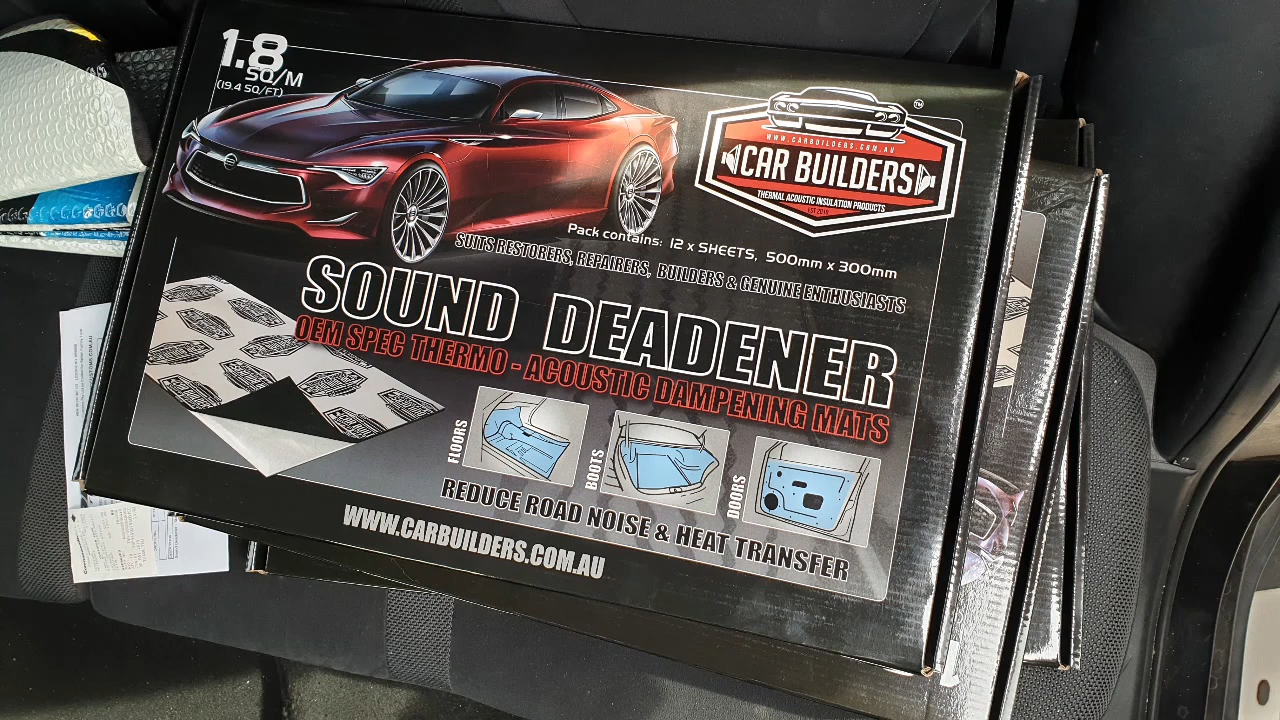 1.8
SQ/M
(19.4 SQ/FT)
™
WWW.CARBUILDERS.COM.AU
CAR BUILDERS
THERMAL ACOUSTIC INSULATION PRODUCTS
Pack contains: 12 x SHEETS, 500mm x 300mm
SUITS RESTORERS, REPAIRERS, BUILDERS & GENUINE ENTHUSIASTS
SOUND DEADENER
OEM SPEC THERMO - ACOUSTIC DAMPENING MATS
FLOORS
BOOTS
DOORS
REDUCE ROAD NOISE & HEAT TRANSFER
WWW.CARBUILDERS.COM.AU